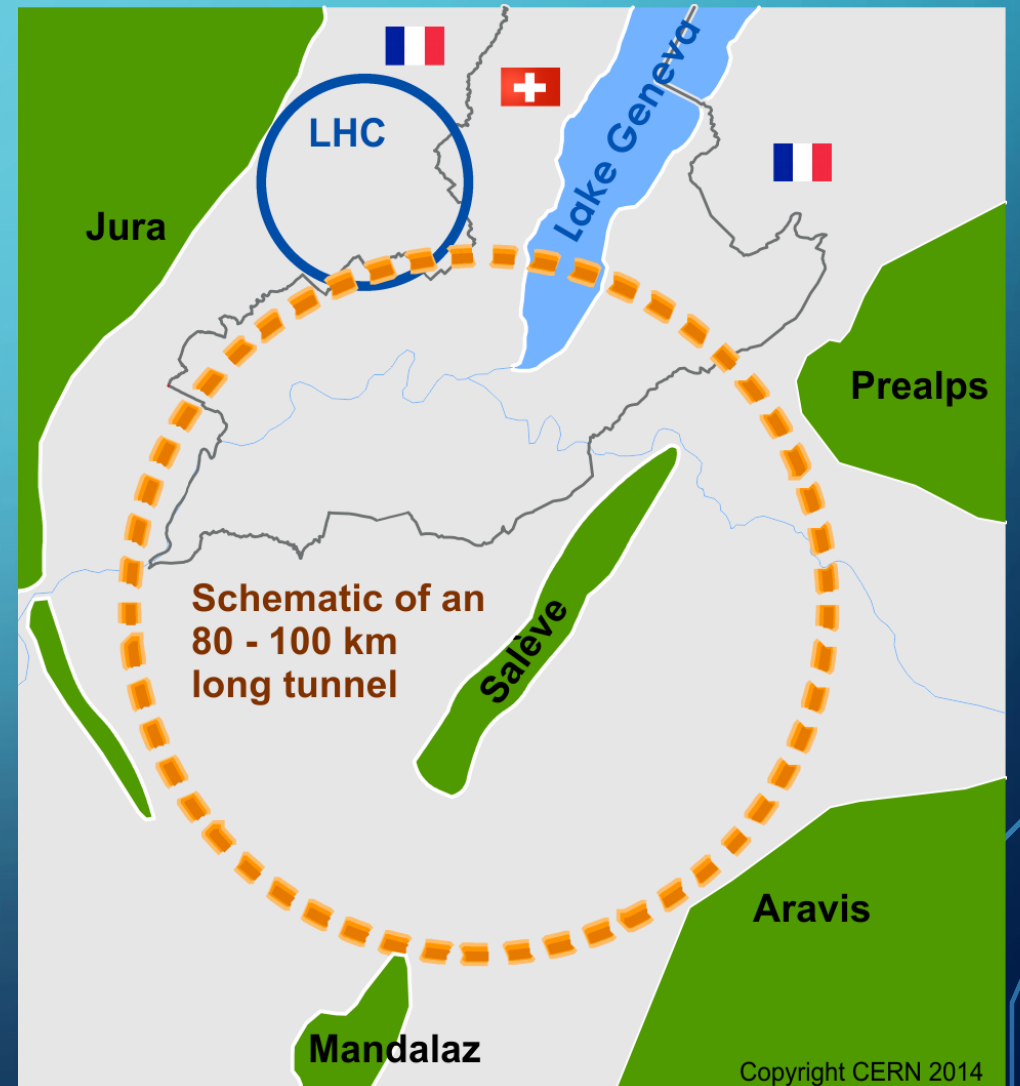 LHC
Lake Geneva
Jura
Prealps
Schematic of an
80 - 100 km
long tunnel
Salève
Aravis
Mandalaz
Copyright CERN 2014